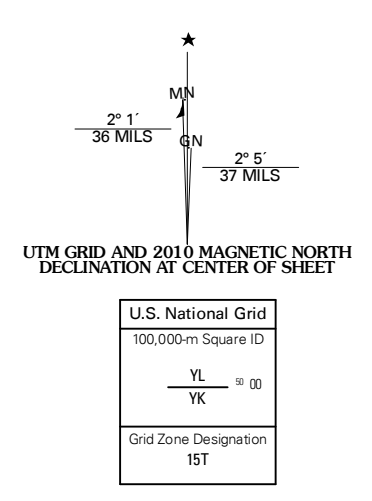 ★
MN
2° 1´
36 MILS
GN
2° 5´
37 MILS
UTM GRID AND 2010 MAGNETIC NORTH
DECLINATION AT CENTER OF SHEET
U.S. National Grid
100,000-m Square ID
YL
50 00
YK
Grid Zone Designation
15T